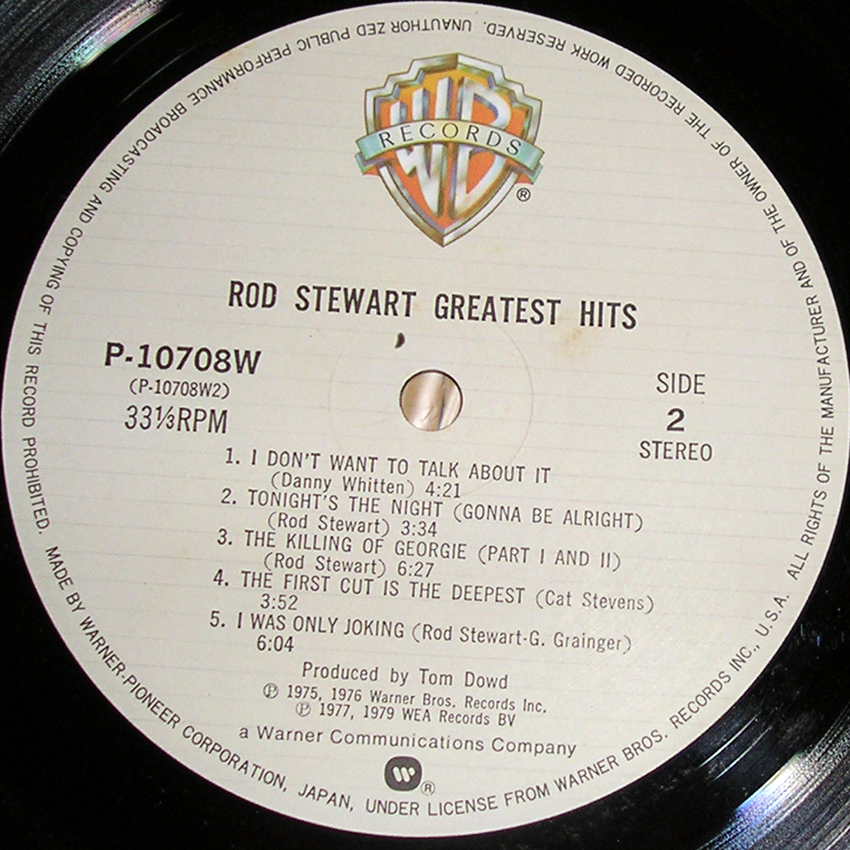 WB
RECORDS
®
ROD STEWART GREATEST HITS
P-10708W
(P-10708W2)
33⅓RPM
SIDE
2
STEREO
1. I DON'T WANT TO TALK ABOUT IT
(Danny Whitten) 4:21
2. TONIGHT'S THE NIGHT (GONNA BE ALRIGHT)
(Rod Stewart) 3:34
3. THE KILLING OF GEORGIE (PART I AND II)
(Rod Stewart) 6:27
4. THE FIRST CUT IS THE DEEPEST (Cat Stevens)
3:52
5. I WAS ONLY JOKING (Rod Stewart-G. Grainger)
6:04
Produced by Tom Dowd
℗ 1975, 1976 Warner Bros. Records Inc.
℗ 1977, 1979 WEA Records BV
a Warner Communications Company
®
MADE BY WARNER-PIONEER CORPORATION, JAPAN, UNDER LICENSE FROM WARNER BROS. RECORDS INC., U.S.A. ALL RIGHTS OF THE MANUFACTURER AND OF THE OWNER OF THE RECORDED WORK RESERVED. UNAUTHOR ZED PUBLIC PERFORMANCE BROADCASTING AND COPYING OF THIS RECORD PROHIBITED.